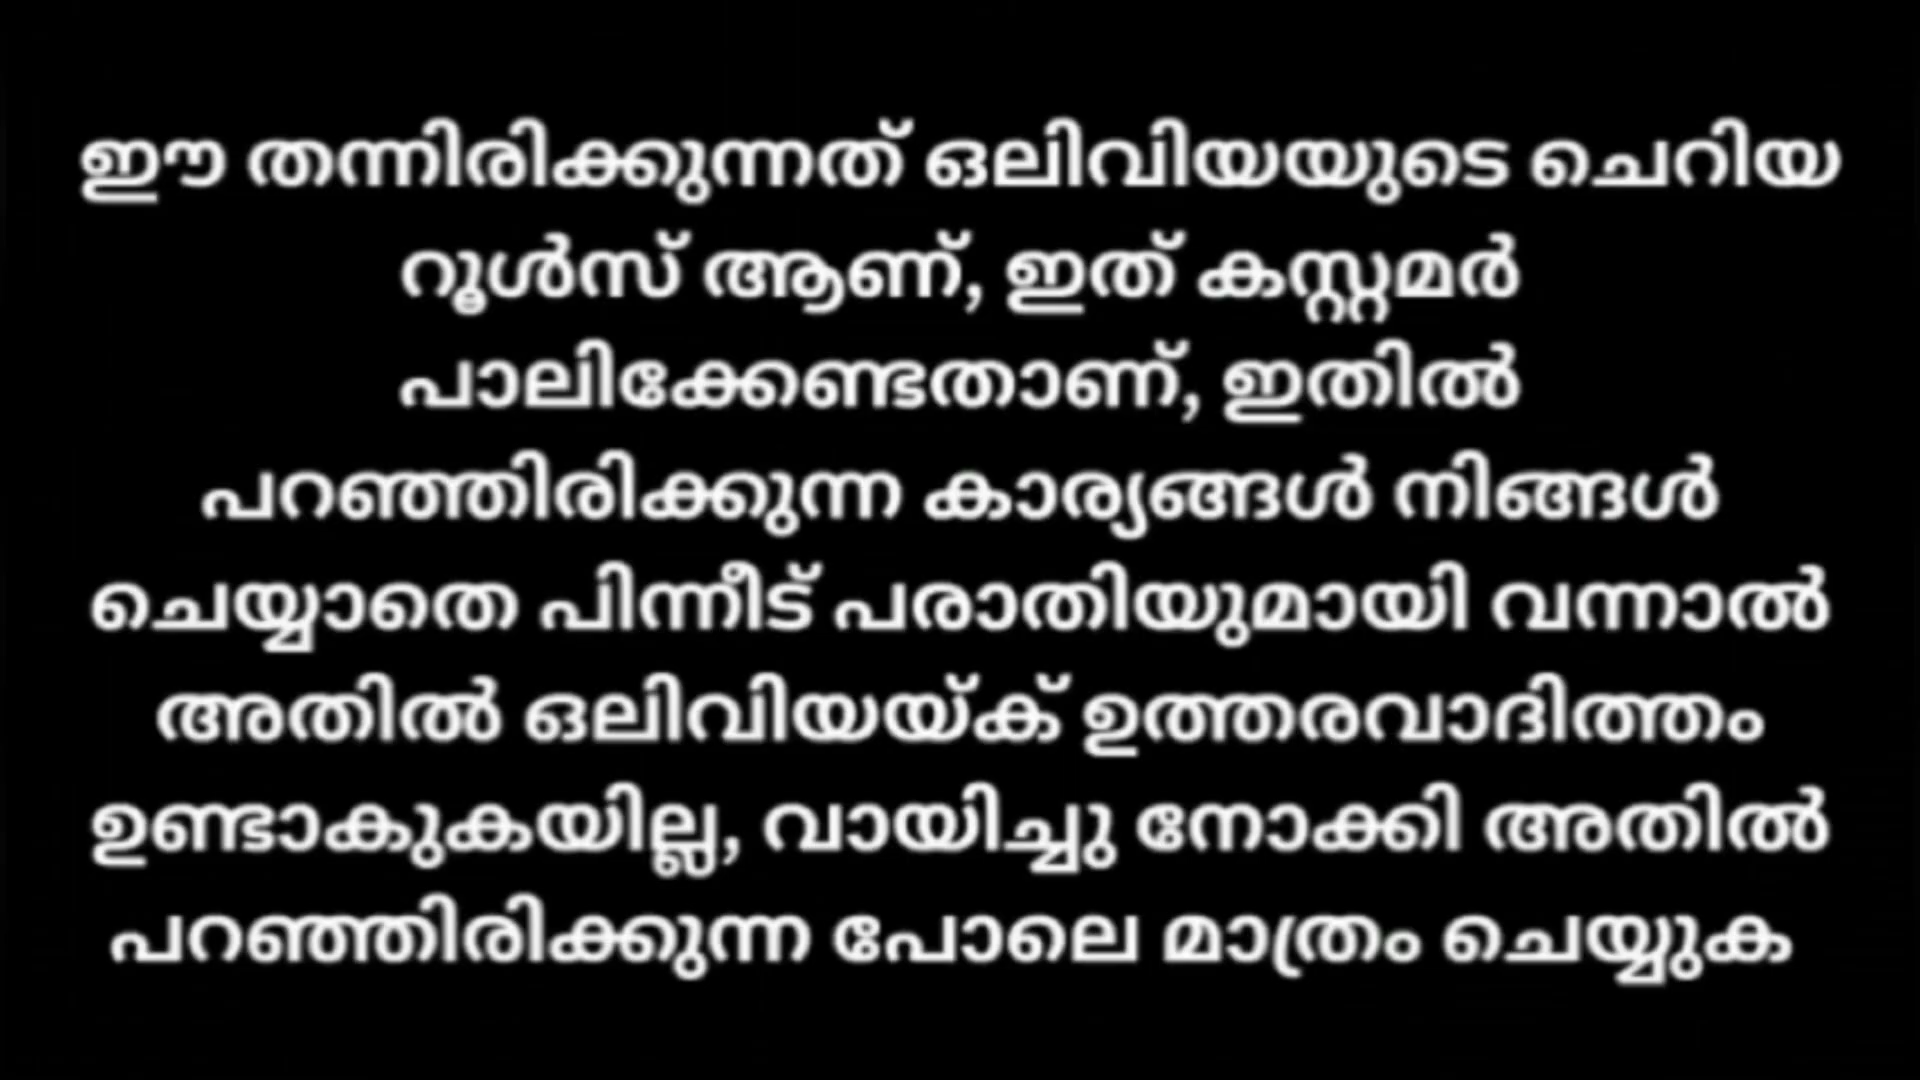 ഈ തന്നിരിക്കുന്നത് ഒലിവിയയുടെ ചെറിയ
റൂൾസ് ആണ്, ഇത് കസ്റ്റമർ
പാലിക്കേണ്ടതാണ്, ഇതിൽ
പറഞ്ഞിരിക്കുന്ന കാര്യങ്ങൾ നിങ്ങൾ
ചെയ്യാതെ പിന്നീട് പരാതിയുമായി വന്നാൽ
അതിൽ ഒലിവിയയ്ക് ഉത്തരവാദിത്തം
ഉണ്ടാകുകയില്ല, വായിച്ചു നോക്കി അതിൽ
പറഞ്ഞിരിക്കുന്ന പോലെ മാത്രം ചെയ്യുക